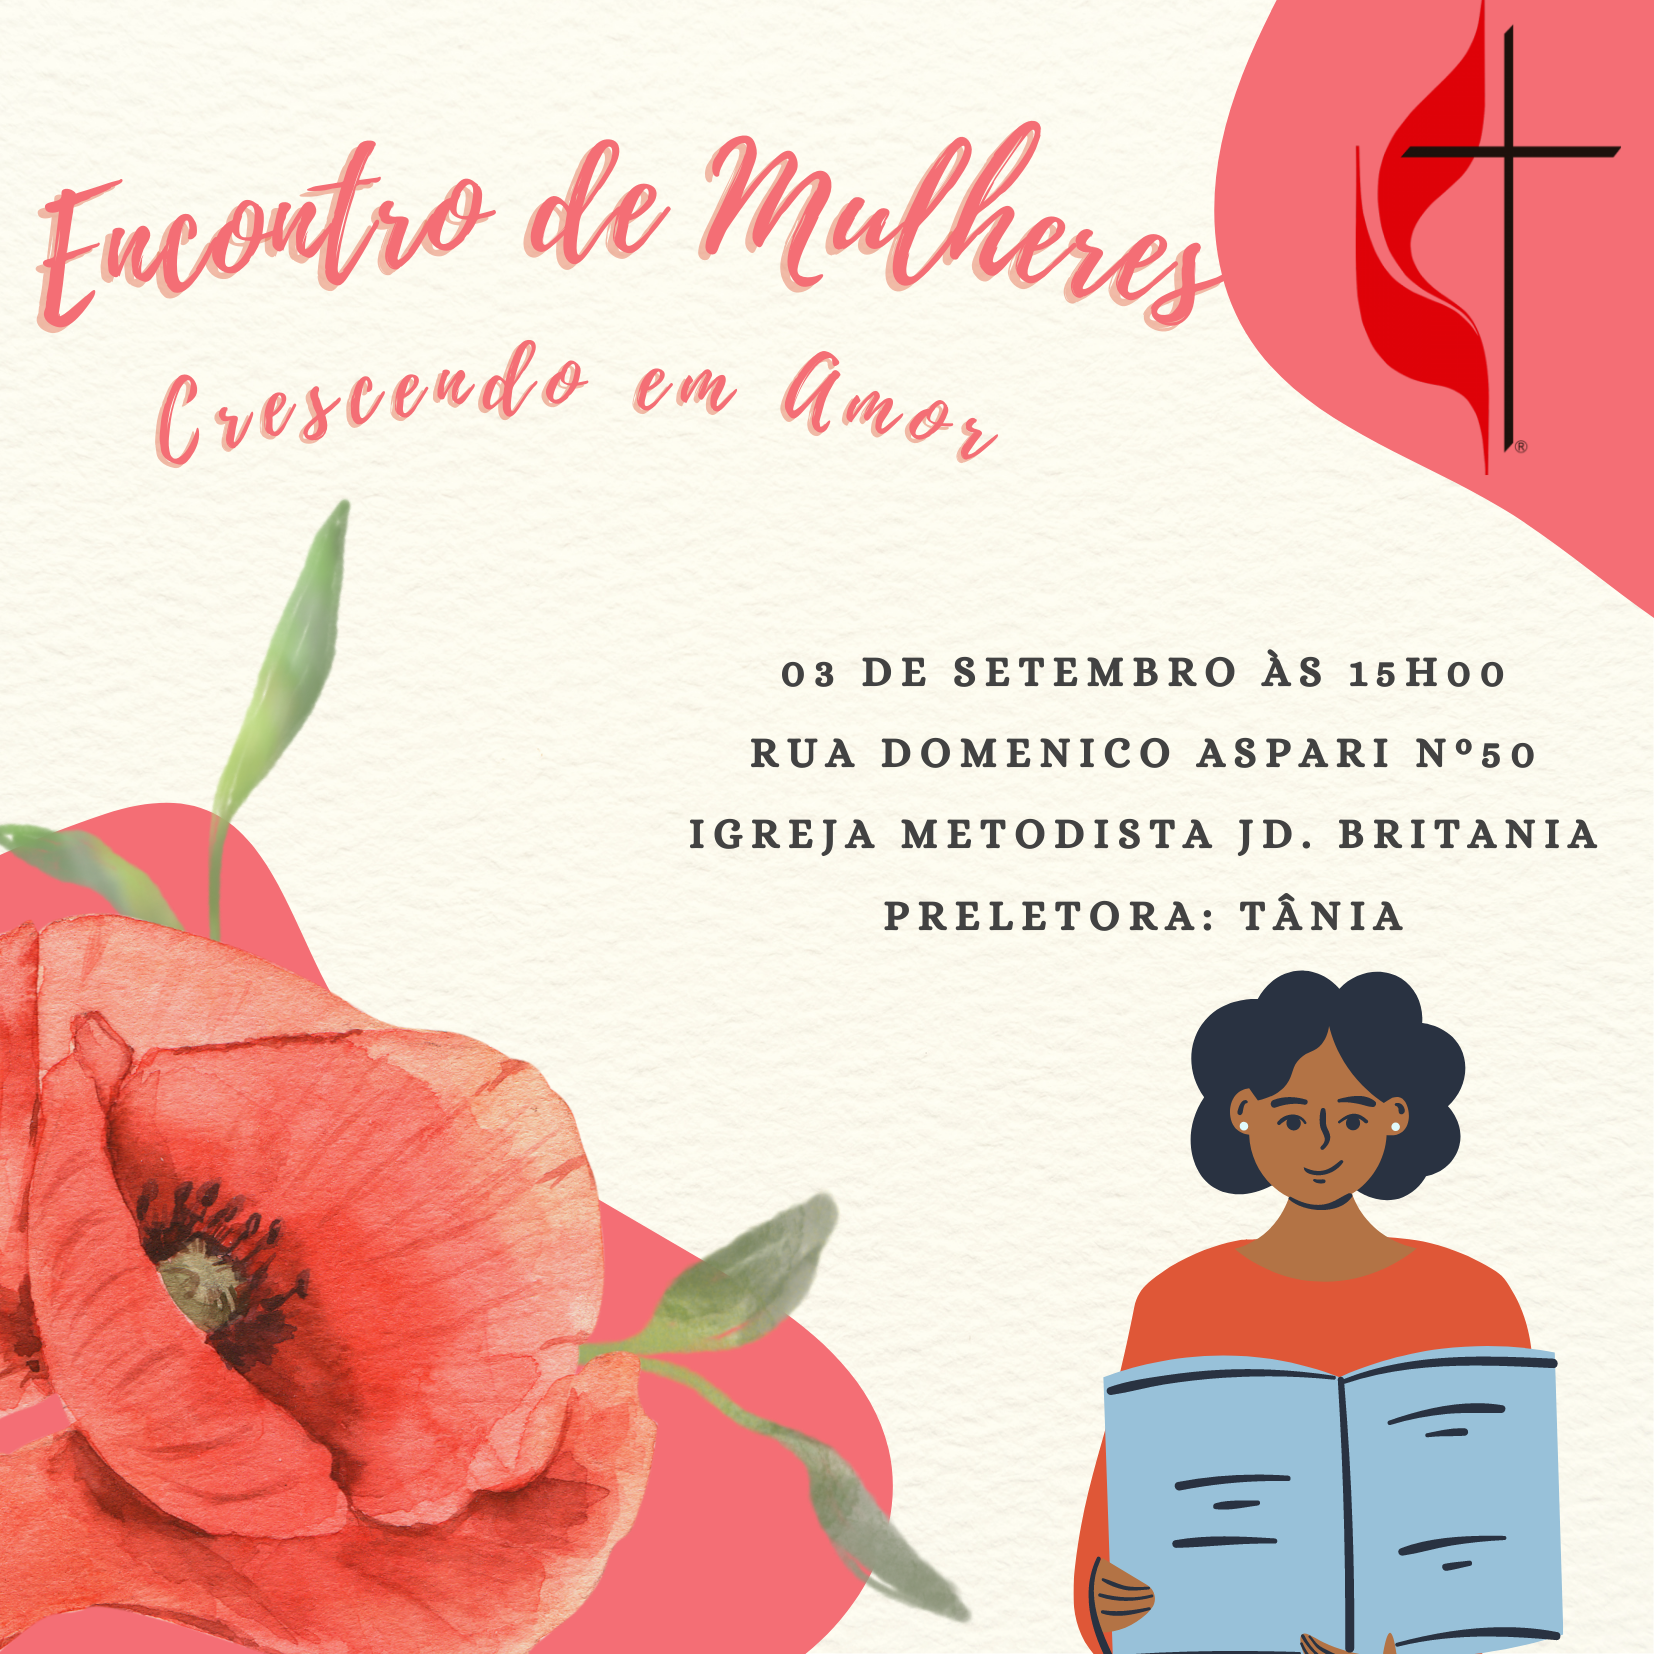 Encontro de Mulheres
Crescendo em Amor
®
03 DE SETEMBRO ÀS 15H00
RUA DOMENICO ASPARI Nº50
IGREJA METODISTA JD. BRITANIA
PRELETORA: TÂNIA